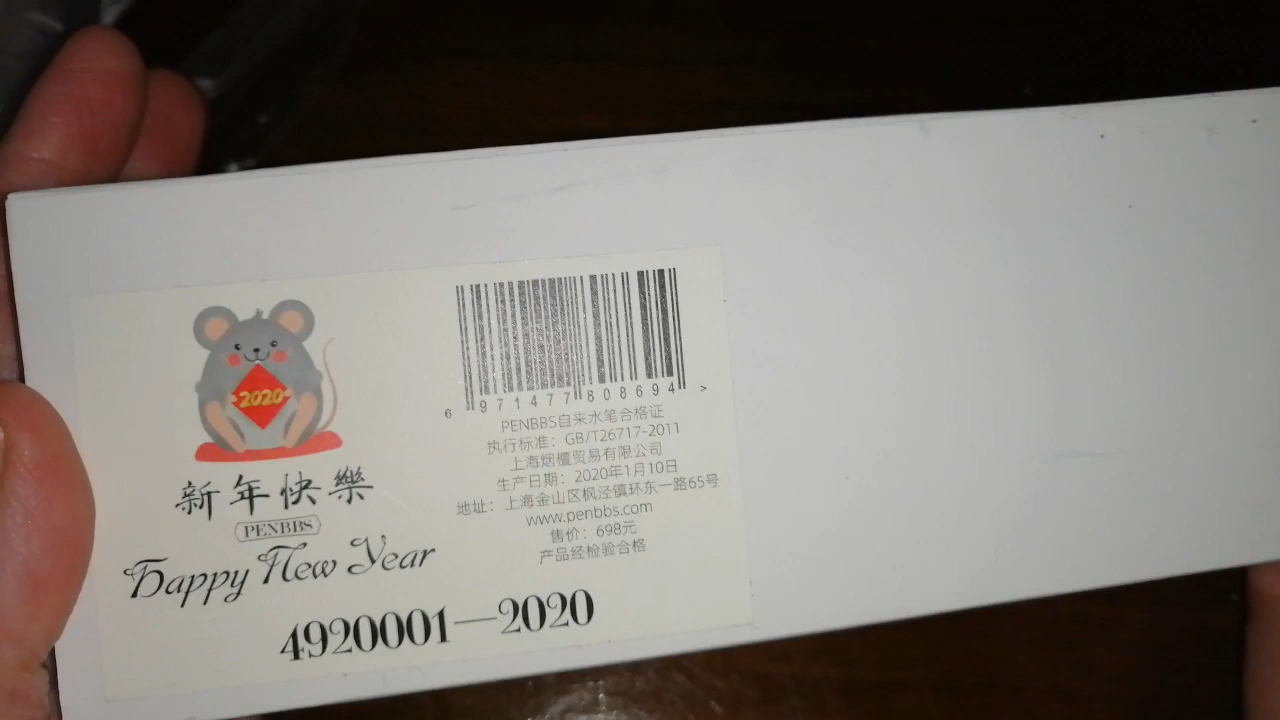 2020
新年快樂
PENBBS
Happy New Year
6 971477 808694 >
PENBBS自来水笔合格证
执行标准：GB/T26717-2011
上海烟檀贸易有限公司
生产日期：2020年1月10日
地址：上海金山区枫泾镇环东一路65号
www.penbbs.com
售价：698元
产品经检验合格
4920001—2020